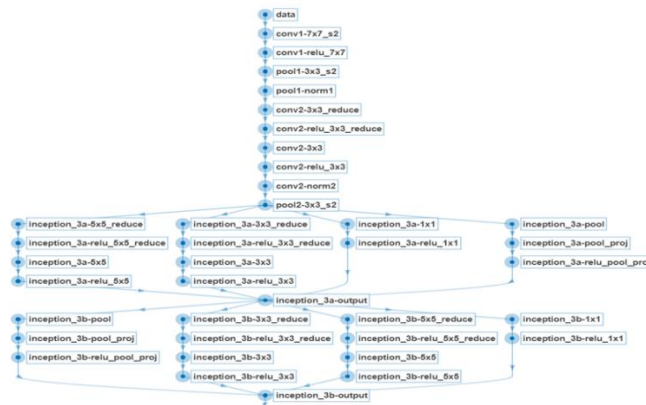 data
conv1-7x7_s2
conv1-relu_7x7
pool1-3x3_s2
pool1-norm1
conv2-3x3_reduce
conv2-relu_3x3_reduce
conv2-3x3
conv2-relu_3x3
conv2-norm2
pool2-3x3_s2
inception_3a-5x5_reduce inception_3a-3x3_reduce inception_3a-1x1 inception_3a-pool
inception_3a-relu_5x5_reduce inception_3a-relu_3x3_reduce inception_3a-relu_1x1 inception_3a-pool_proj
inception_3a-5x5 inception_3a-3x3 inception_3a-relu_pool_pro
inception_3a-relu_5x5 inception_3a-relu_3x3
inception_3a-output
inception_3b-pool inception_3b-3x3_reduce inception_3b-5x5_reduce inception_3b-1x1
inception_3b-pool_proj inception_3b-relu_3x3_reduce inception_3b-relu_5x5_reduce inception_3b-relu_1x1
inception_3b-relu_pool_proj inception_3b-3x3 inception_3b-5x5
inception_3b-relu_3x3 inception_3b-relu_5x5
inception_3b-output